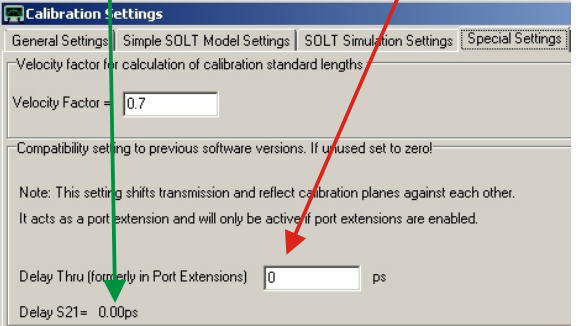 Calibration Settings
General Settings Simple SOLT Model Settings SOLT Simulation Settings Special Settings
Velocity factor for calculation of calibration standard lengths
Velocity Factor = 0.7
Compatibility setting to previous software versions. If unused set to zero!
Note: This setting shifts transmission and reflect calibration planes against each other.
It acts as a port extension and will only be active if port extensions are enabled.
Delay Thru (formerly in Port Extensions) 0 ps
Delay S21= 0.00ps